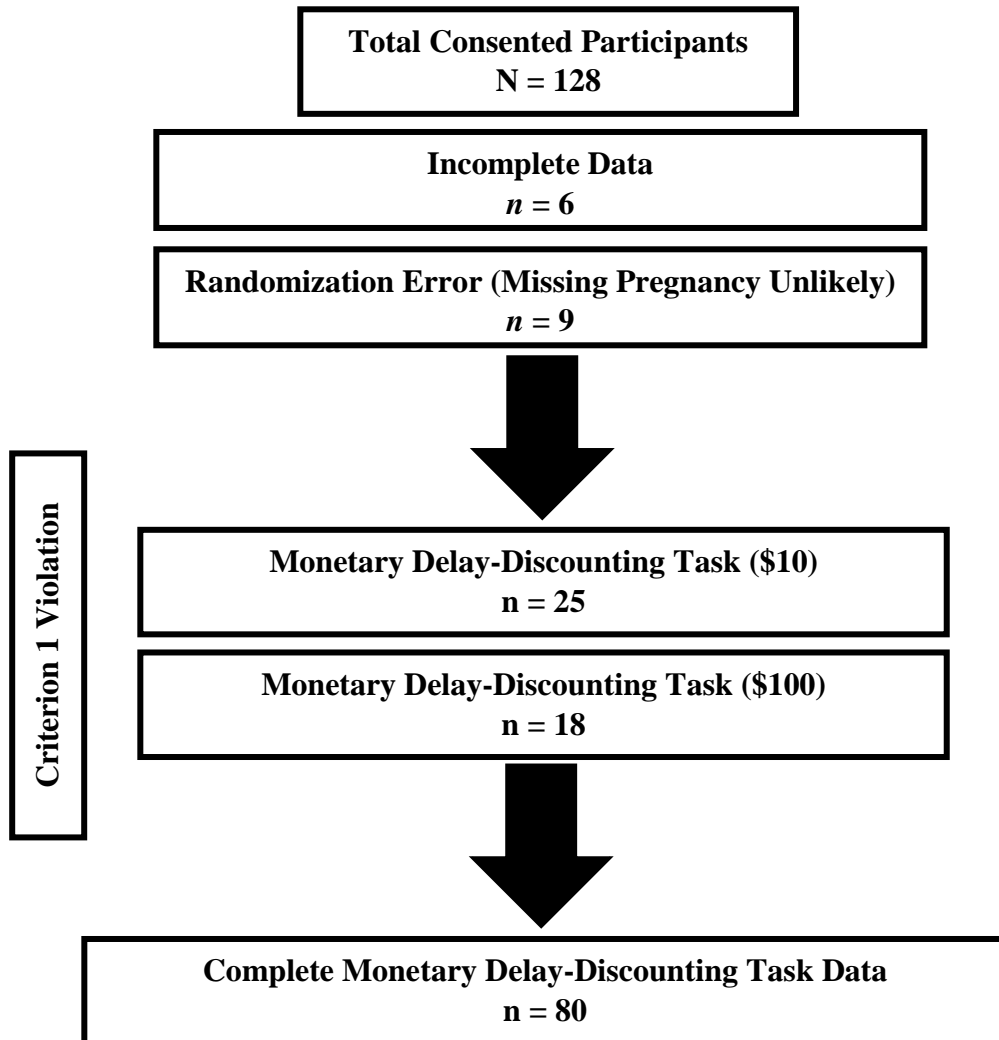 Total Consented Participants
N = 128
Incomplete Data
n = 6
Randomization Error (Missing Pregnancy Unlikely)
n = 9
Criterion 1 Violation
Monetary Delay-Discounting Task ($10)
n = 25
Monetary Delay-Discounting Task ($100)
n = 18
Complete Monetary Delay-Discounting Task Data
n = 80